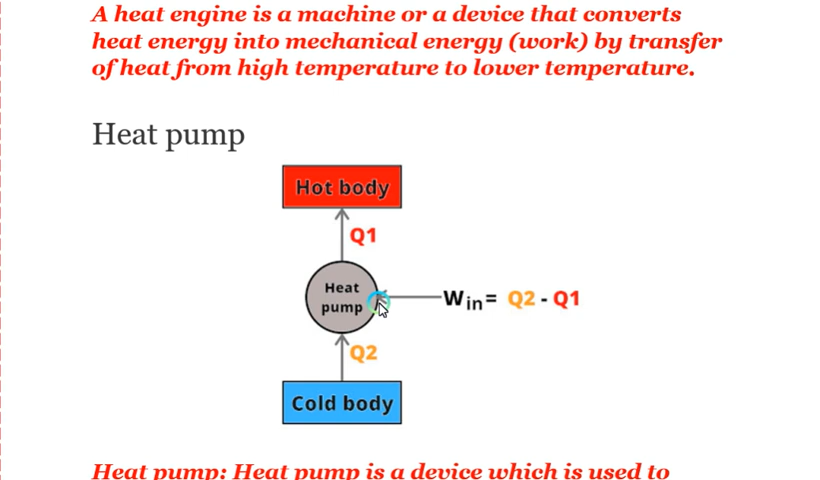 A heat engine is a machine or a device that converts
heat energy into mechanical energy (work) by transfer
of heat from high temperature to lower temperature.
Heat pump
Hot body
Q1
Heat
pump
Win = Q2 - Q1
Q2
Cold body
Heat pump: Heat pump is a device which is used to